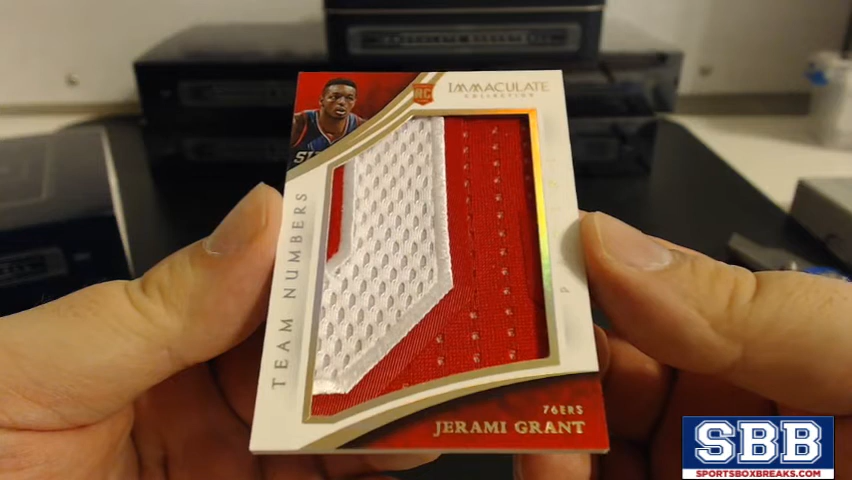 RC
IMMACULATE
COLLECTION
TEAM NUMBERS
76ERS
JERAMI GRANT
SBB
SPORTSBOXBREAKS.COM